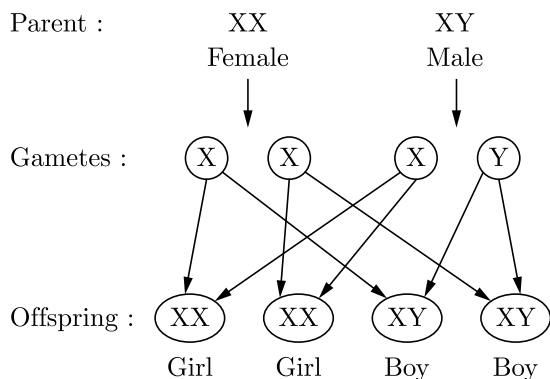 Parent : XX XY
Female Male
Gametes : X X X Y
Offspring : XX XX XY XY
Girl Girl Boy Boy